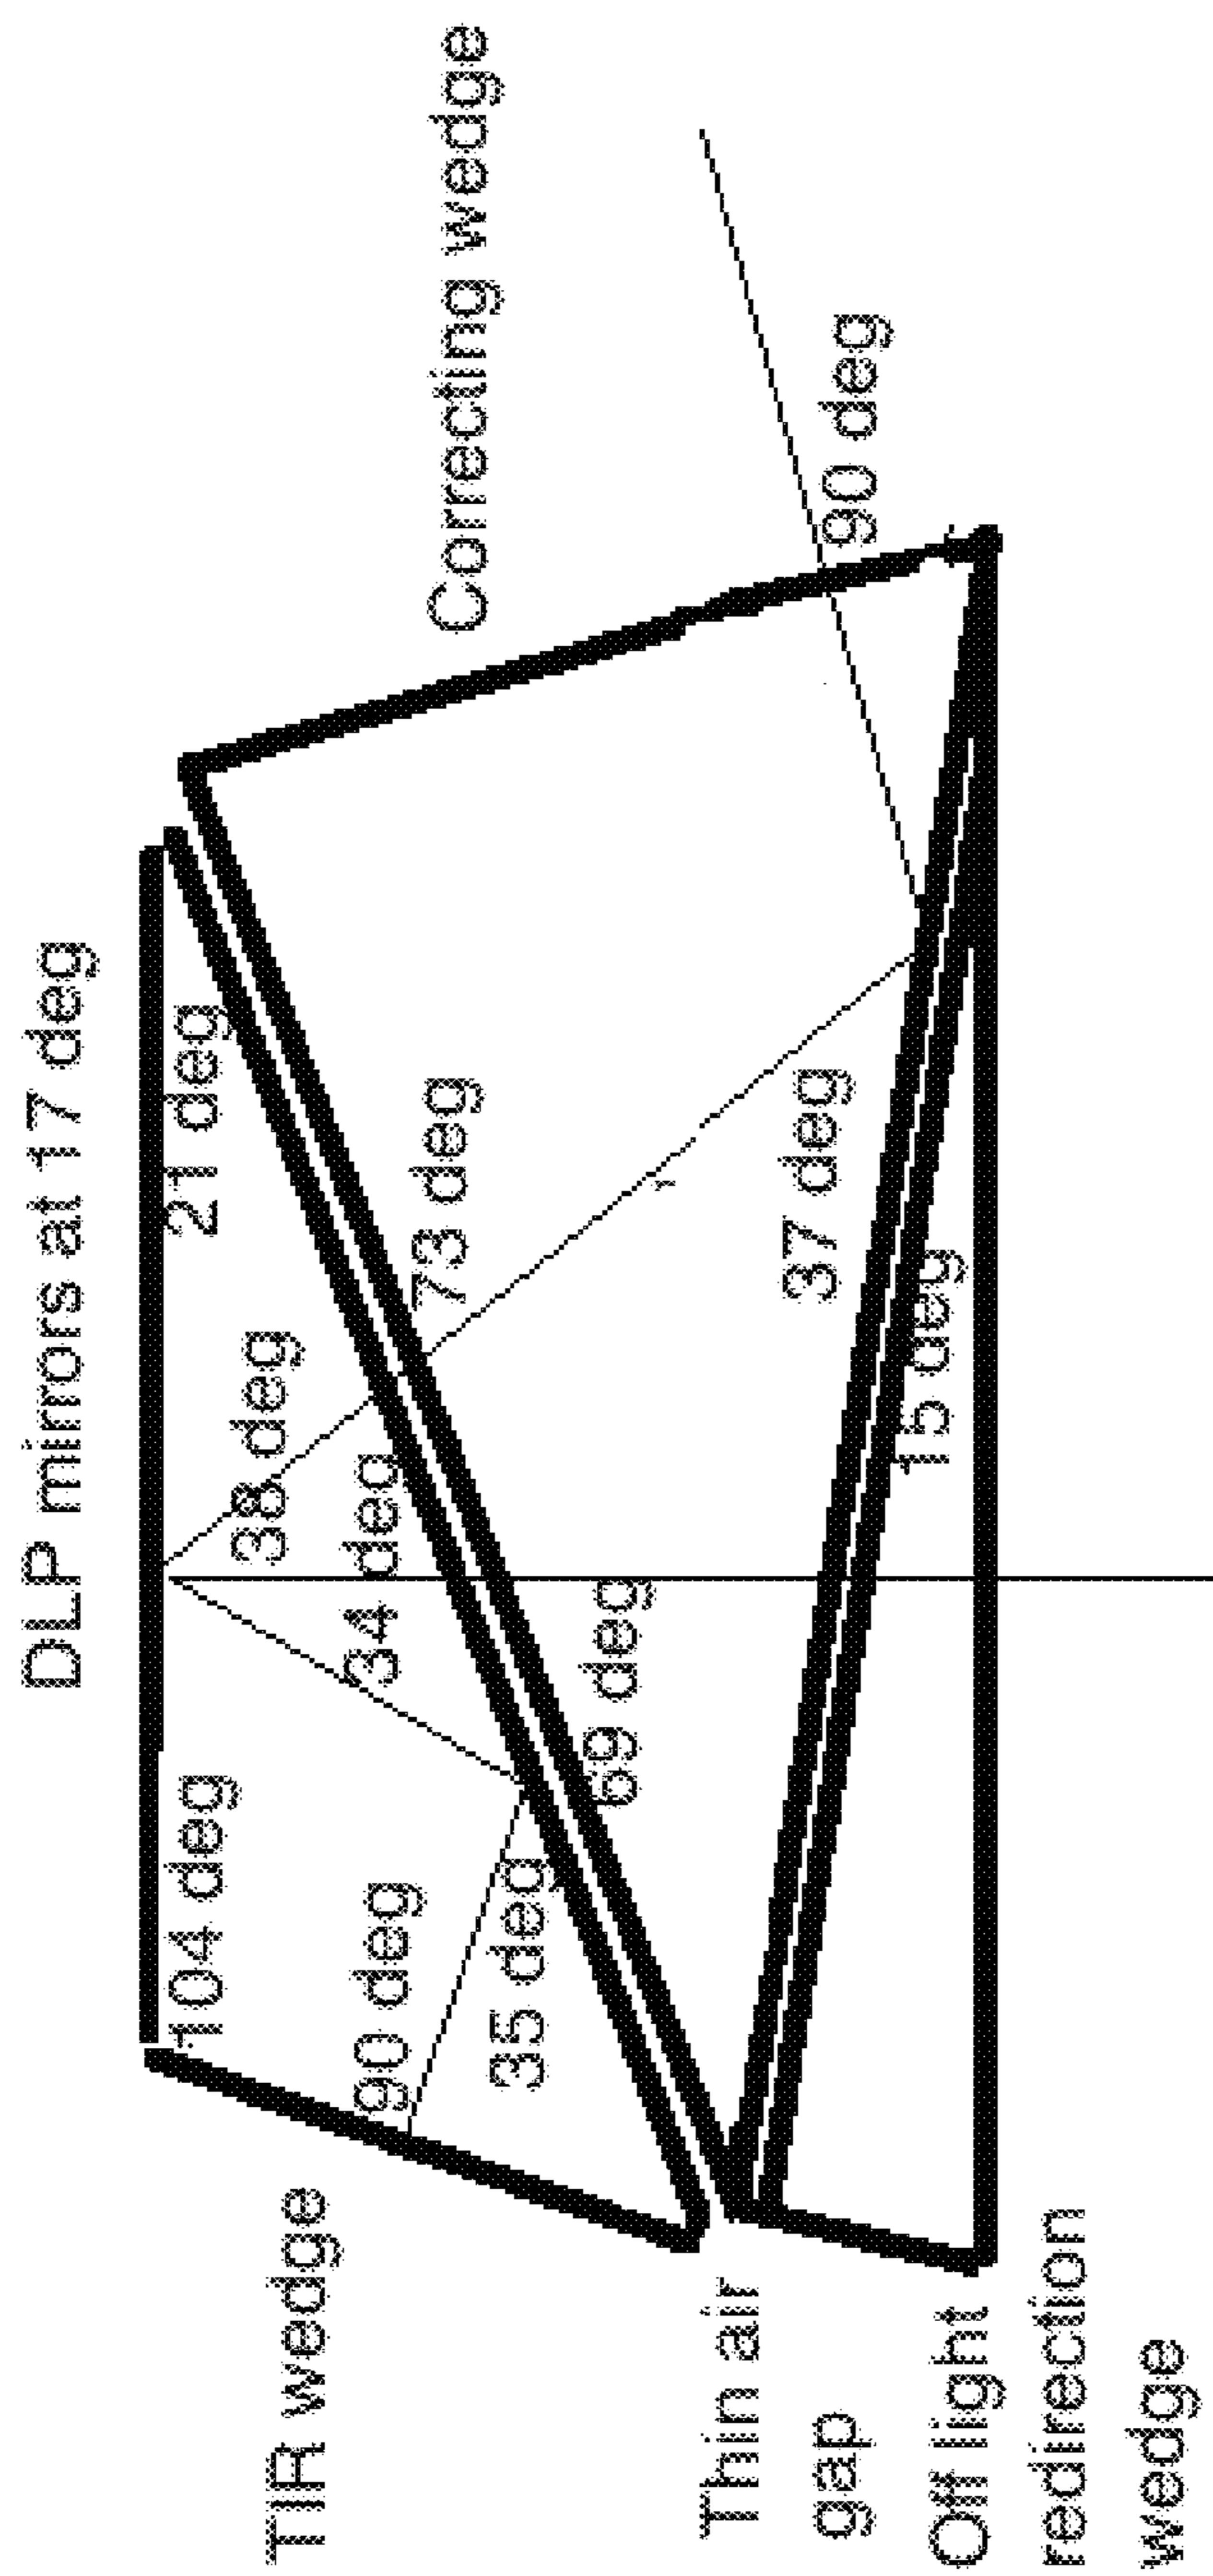 DLP mirrors at 17 deg
104 deg
21 deg
38 deg
34 deg
90 deg
73 deg
Correcting wedge
TIR wedge
35 deg
69 deg
37 deg
90 deg
15 deg
Thin air
gap
Off light
redirection
wedge